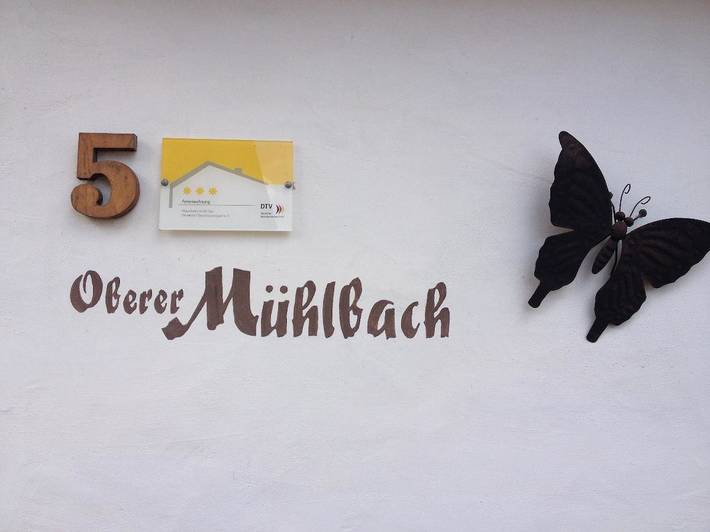 5
Ferienwohnung
DTV
Oberer Mühlbach